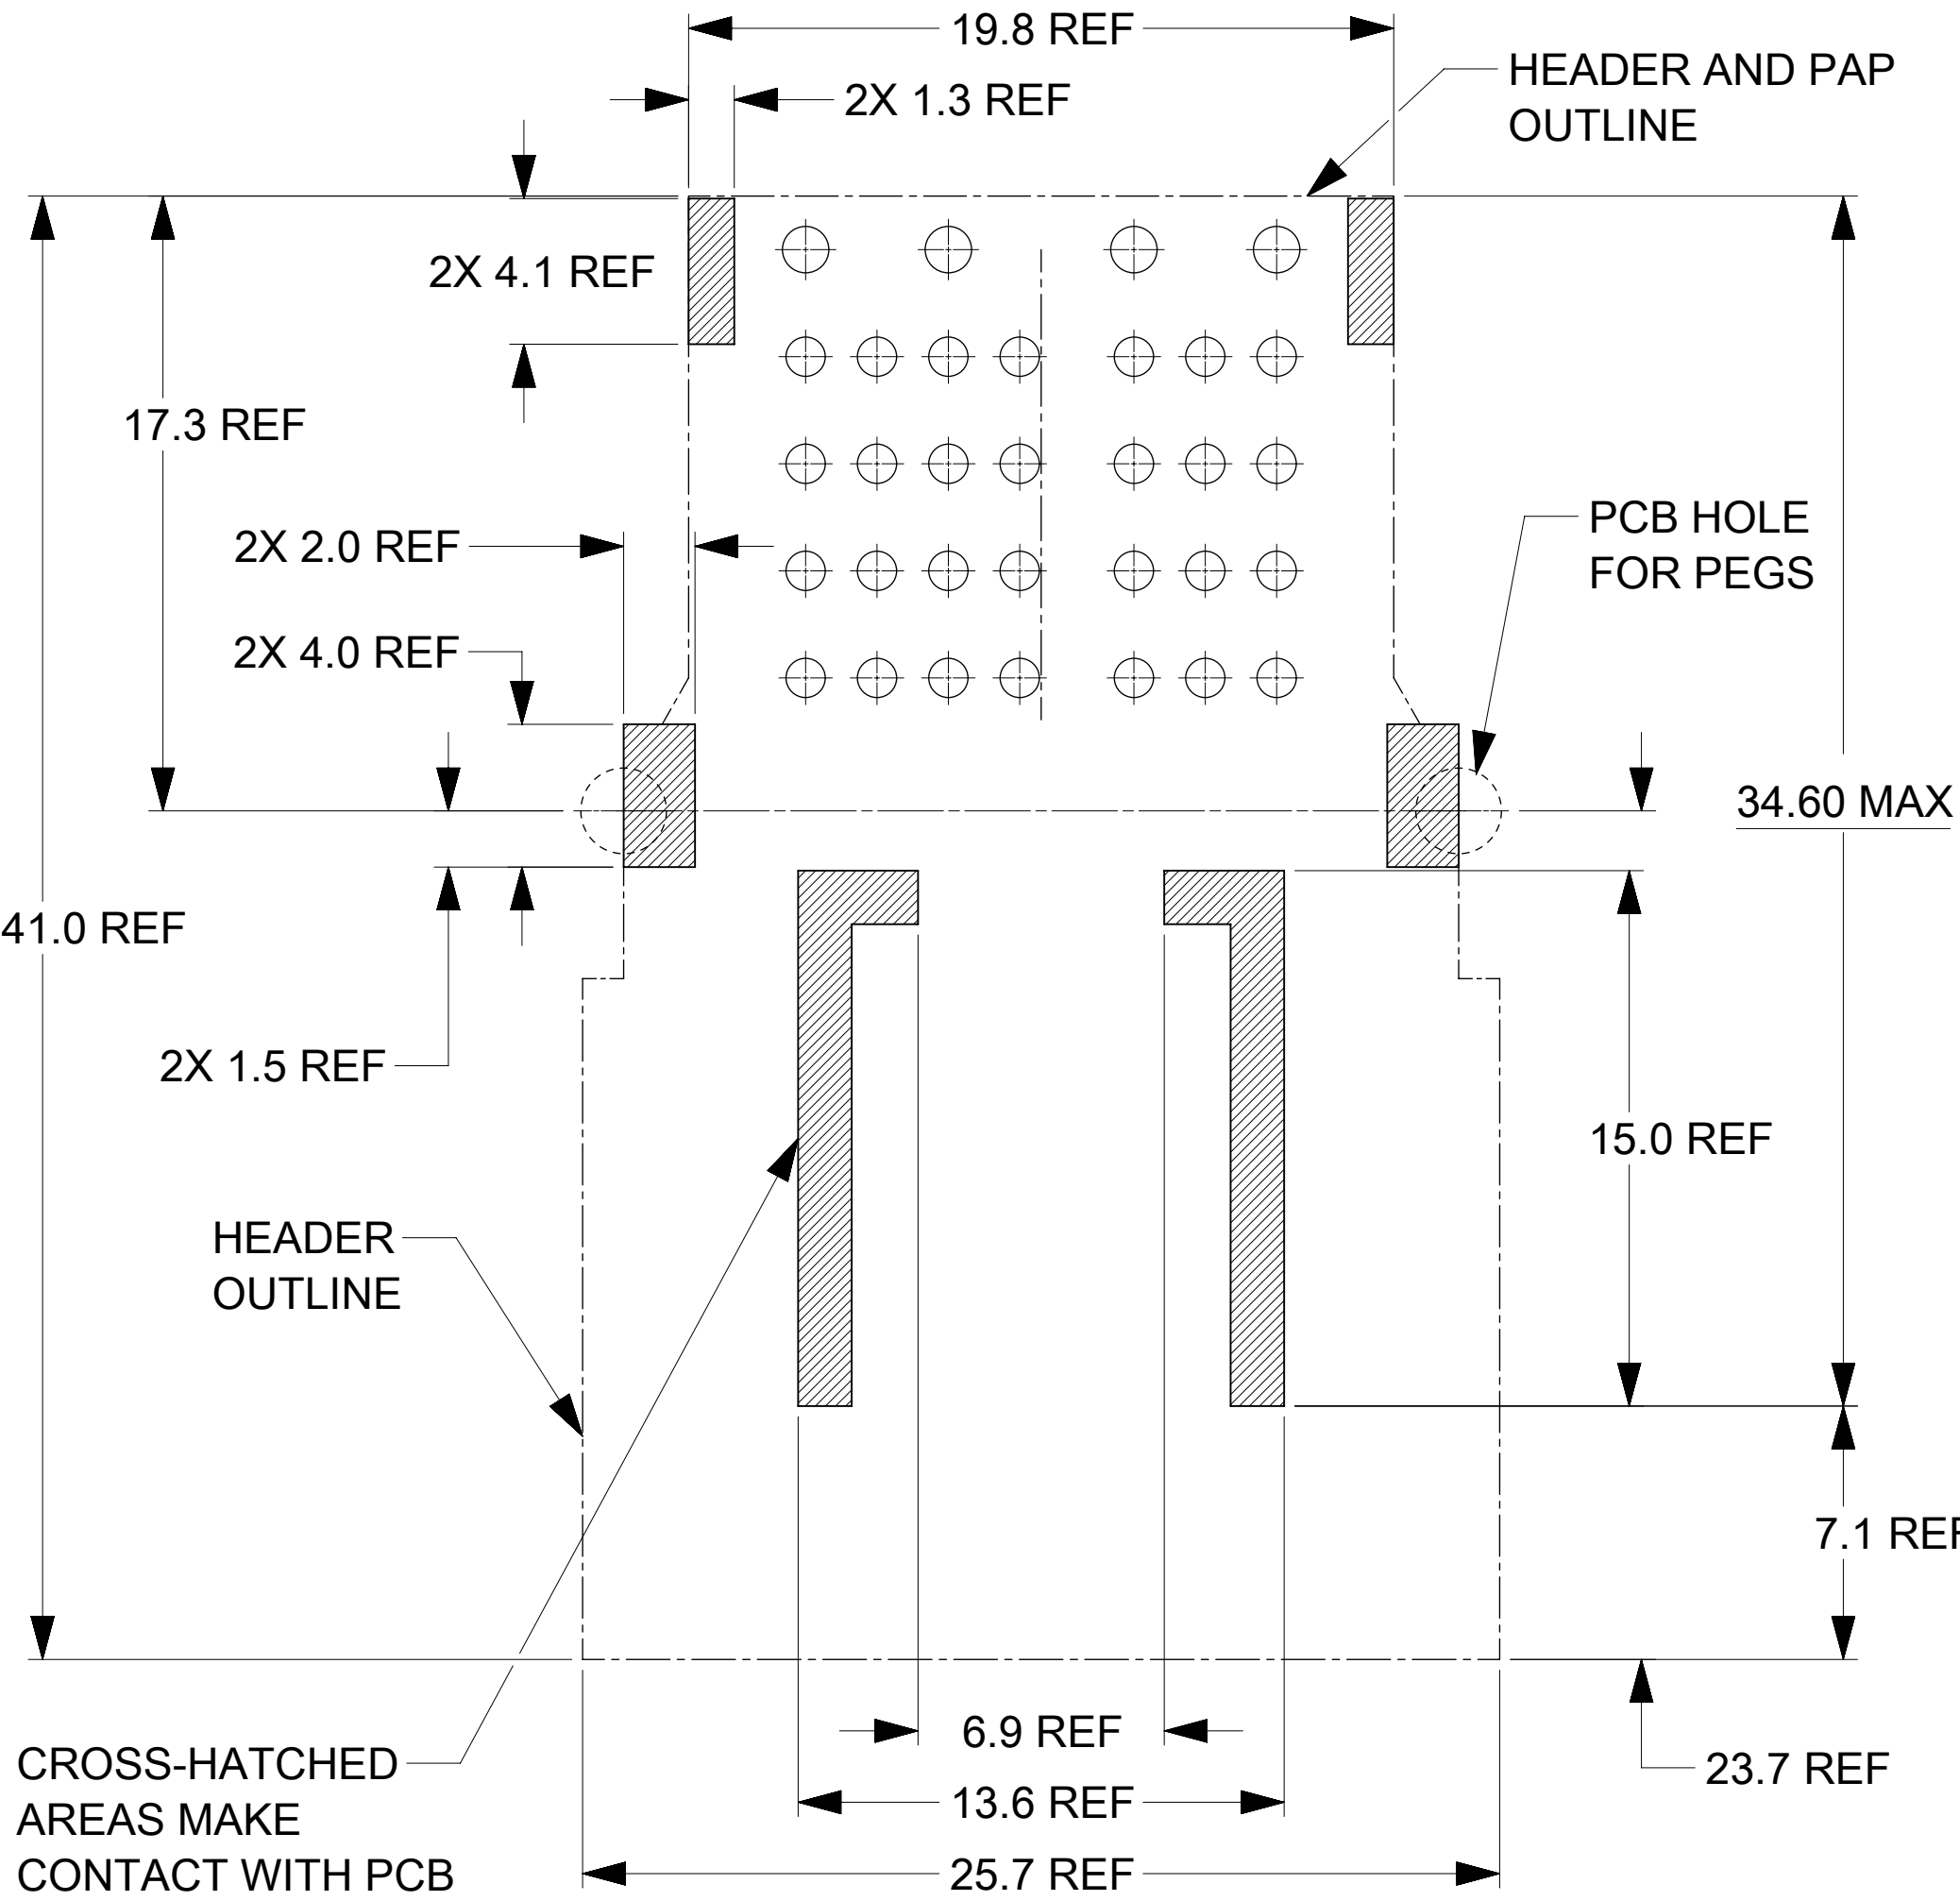 19.8 REF
HEADER AND PAP
OUTLINE
2X 1.3 REF
2X 4.1 REF
17.3 REF
2X 2.0 REF
PCB HOLE
FOR PEGS
2X 4.0 REF
34.60 MAX
41.0 REF
2X 1.5 REF
15.0 REF
HEADER
OUTLINE
7.1 REF
6.9 REF
CROSS-HATCHED
AREAS MAKE
CONTACT WITH PCB
23.7 REF
13.6 REF
25.7 REF